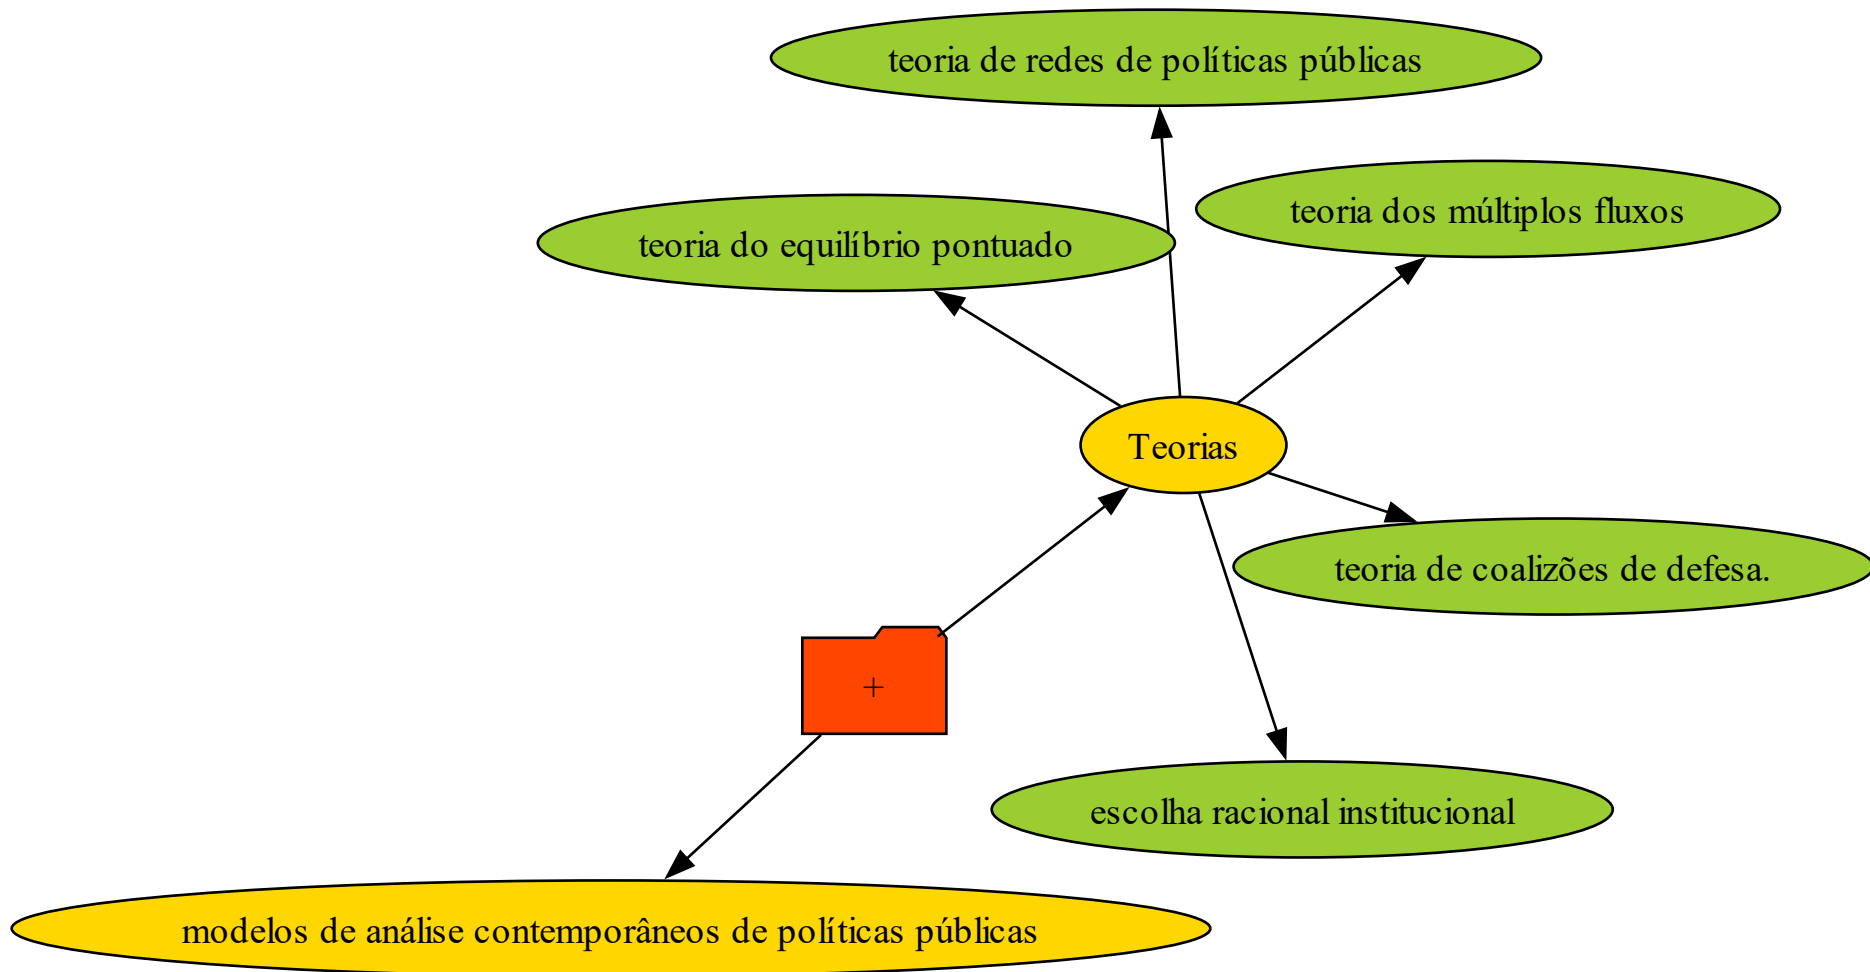 teoria de redes de políticas públicas
teoria dos múltiplos fluxos
teoria do equilíbrio pontuado
Teorias
teoria de coalizões de defesa.
+
escolha racional institucional
modelos de análise contemporâneos de políticas públicas